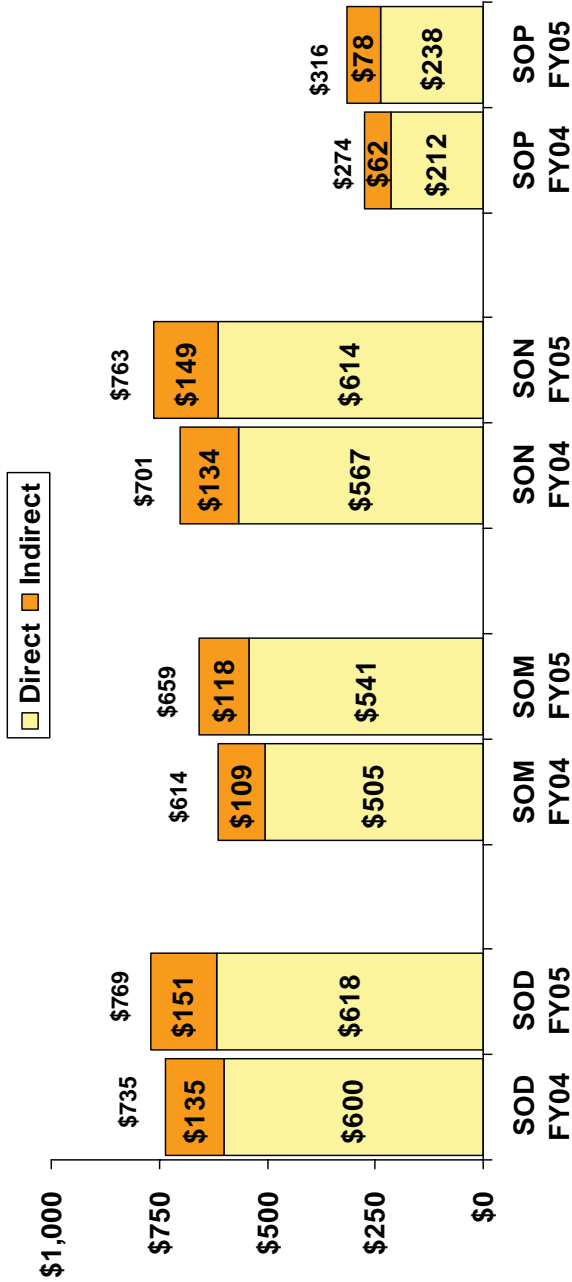 Direct Indirect
$1,000
$750
$500
$250
$0
$735
$135
$600
$769
$151
$618
$614
$109
$505
$659
$118
$541
$701
$134
$567
$763
$149
$614
$274
$62
$212
$316
$78
$238
SOD
FY04
SOD
FY05
SOM
FY04
SOM
FY05
SON
FY04
SON
FY05
SOP
FY04
SOP
FY05